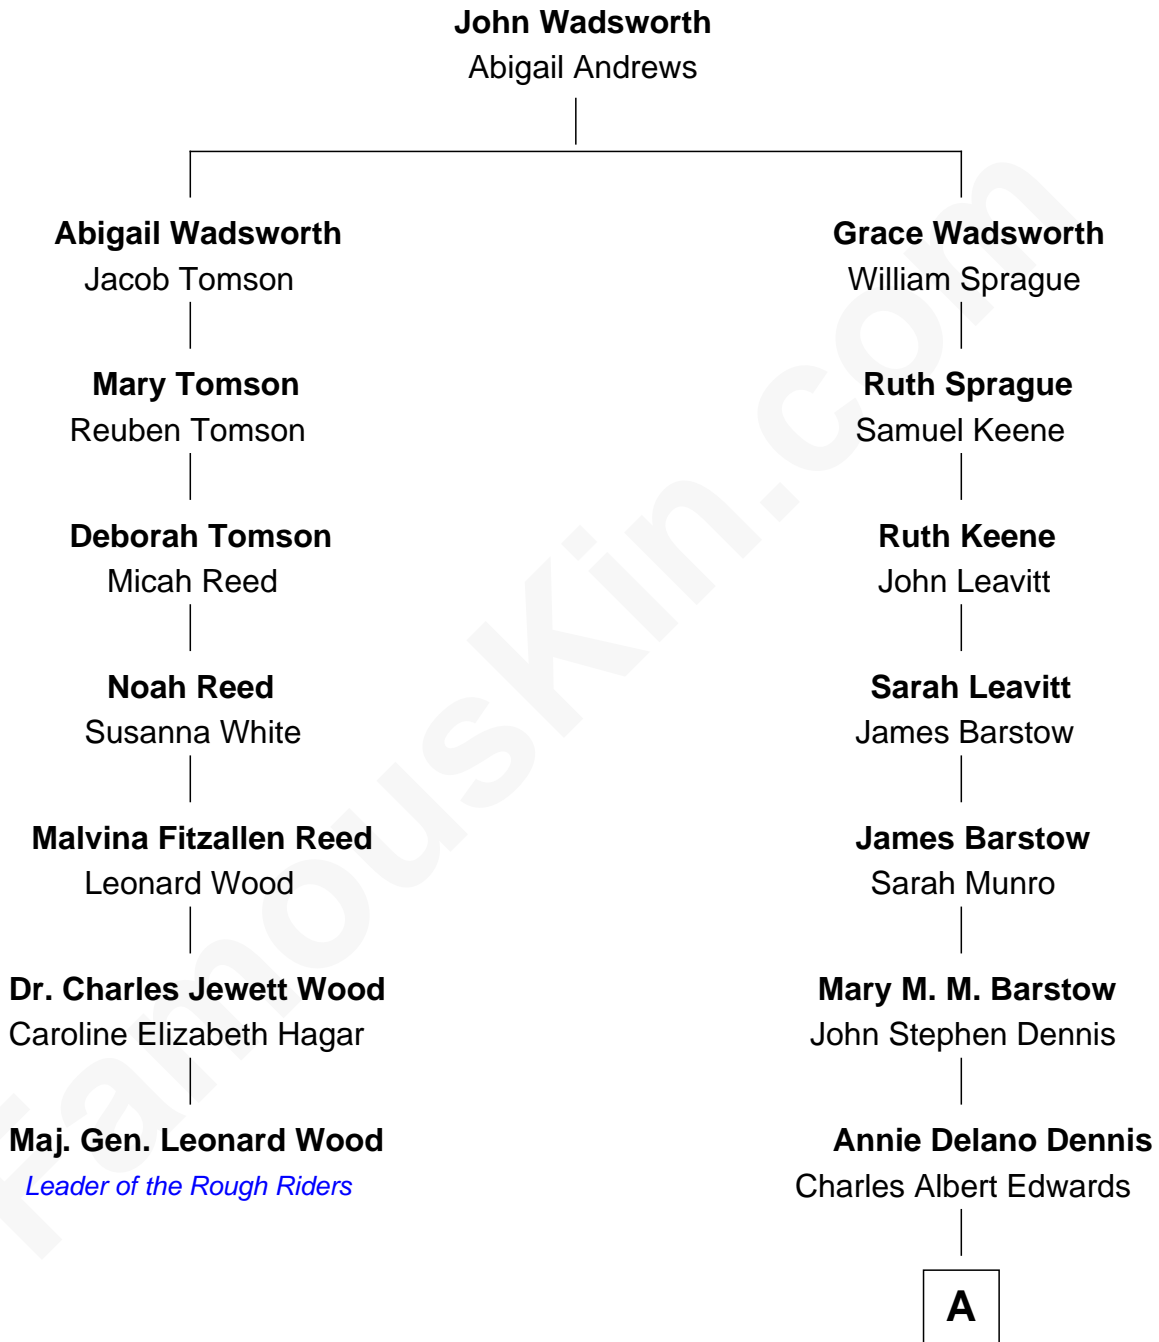 John Wadsworth
Abigail Andrews
Abigail Wadsworth
Jacob Tomson
Mary Tomson
Reuben Tomson
Deborah Tomson
Micah Reed
Noah Reed
Susanna White
Malvina Fitzallen Reed
Leonard Wood
Dr. Charles Jewett Wood
Caroline Elizabeth Hagar
Maj. Gen. Leonard Wood
Leader of the Rough Riders
Grace Wadsworth
William Sprague
Ruth Sprague
Samuel Keene
Ruth Keene
John Leavitt
Sarah Leavitt
James Barstow
James Barstow
Sarah Munro
Mary M. M. Barstow
John Stephen Dennis
Annie Delano Dennis
Charles Albert Edwards
A
FamousKin.com